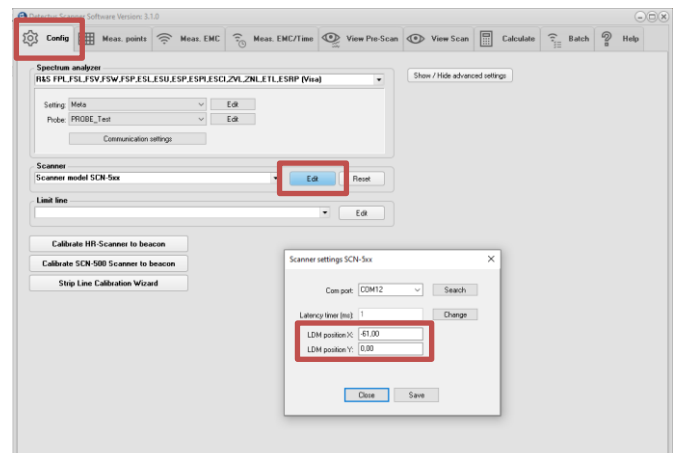 Detectus Scanner Software Version: 3.1.0
Config Meas. points Meas. EMC Meas. EMC/Time View Pre-Scan View Scan Calculate Batch Help
Spectrum analyzer
R&S FPL,FSL,FSV,FSW,FSP,ESL,ESU,ESP,ESPI,ESCI,ZVL,ZNL,ETL,ESRP (Visa)
Show / Hide advanced settings
Setting: Meta Edit
Probe: PROBE_Test Edit
Communication settings
Scanner
Scanner model SCN-5xx Edit Reset
Limit line
Edit
Calibrate HR-Scanner to beacon
Calibrate SCN-500 Scanner to beacon
Strip Line Calibration Wizard
Scanner settings SCN-5xx
Com port: COM12 Search
Latency timer (ms): 1 Change
LDM position X: -61,00
LDM position Y: 0,00
Close Save